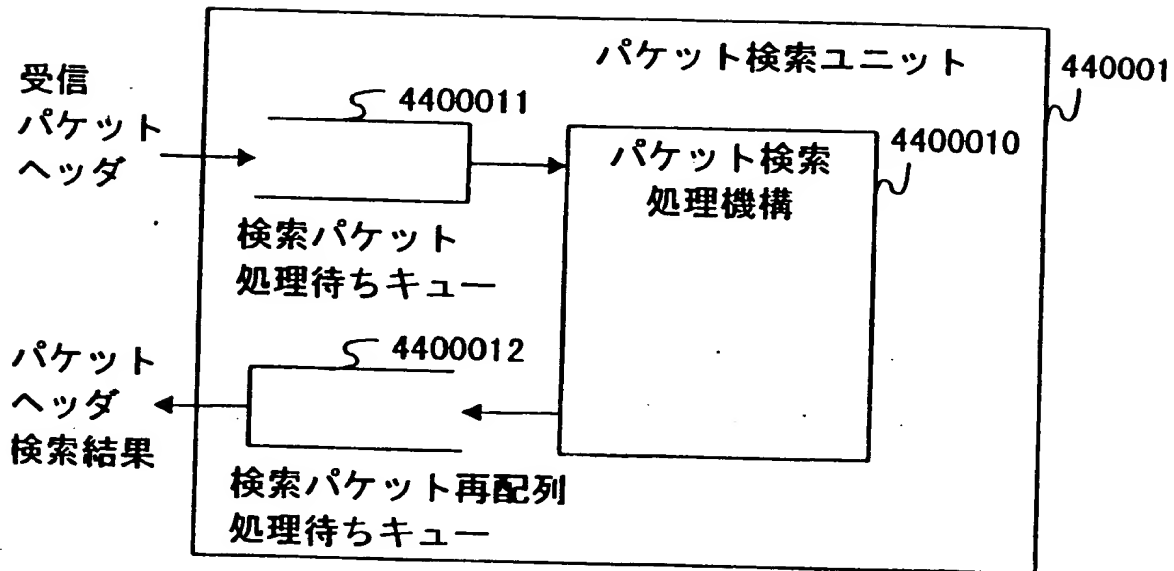 パケット検索ユニット
440001
受信
パケット
ヘッダ
4400011
4400010
パケット検索
処理機構
検索パケット
処理待ちキュー
4400012
パケット
ヘッダ
検索結果
検索パケット再配列
処理待ちキュー